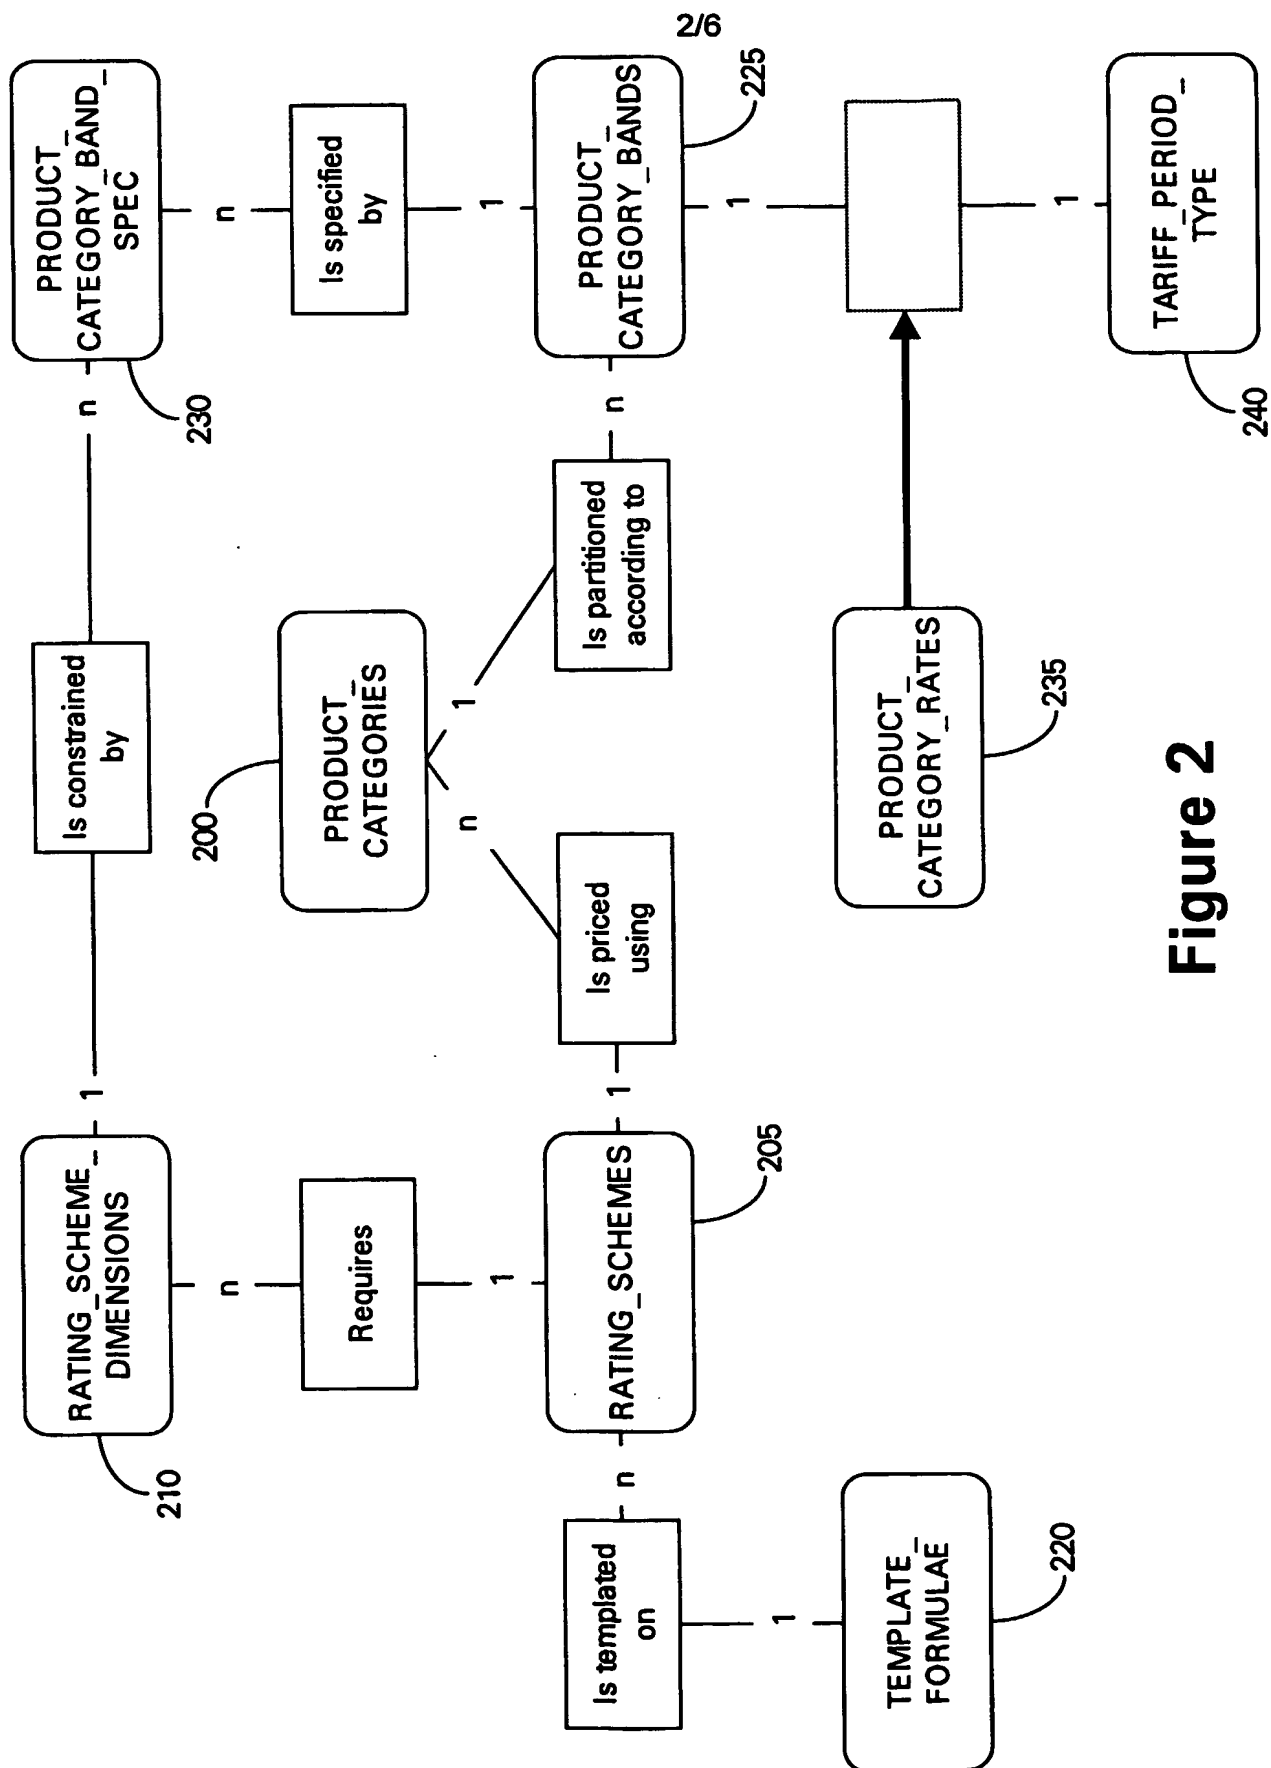 2/6
RATING_SCHEME_
DIMENSIONS
210
1
Is constrained
by
n
PRODUCT_
CATEGORY_BAND_
SPEC
230
n
Requires
1
n
Is specified
by
1
200
PRODUCT_
CATEGORIES
n
1
Is templated
on
n
RATING_SCHEMES
205
1
Is priced
using
Is partitioned
according to
n
PRODUCT_
CATEGORY_BANDS
225
1
1
TEMPLATE_
FORMULAE
220
PRODUCT_
CATEGORY_RATES
235
1
TARIFF_PERIOD_
TYPE
240
Figure 2